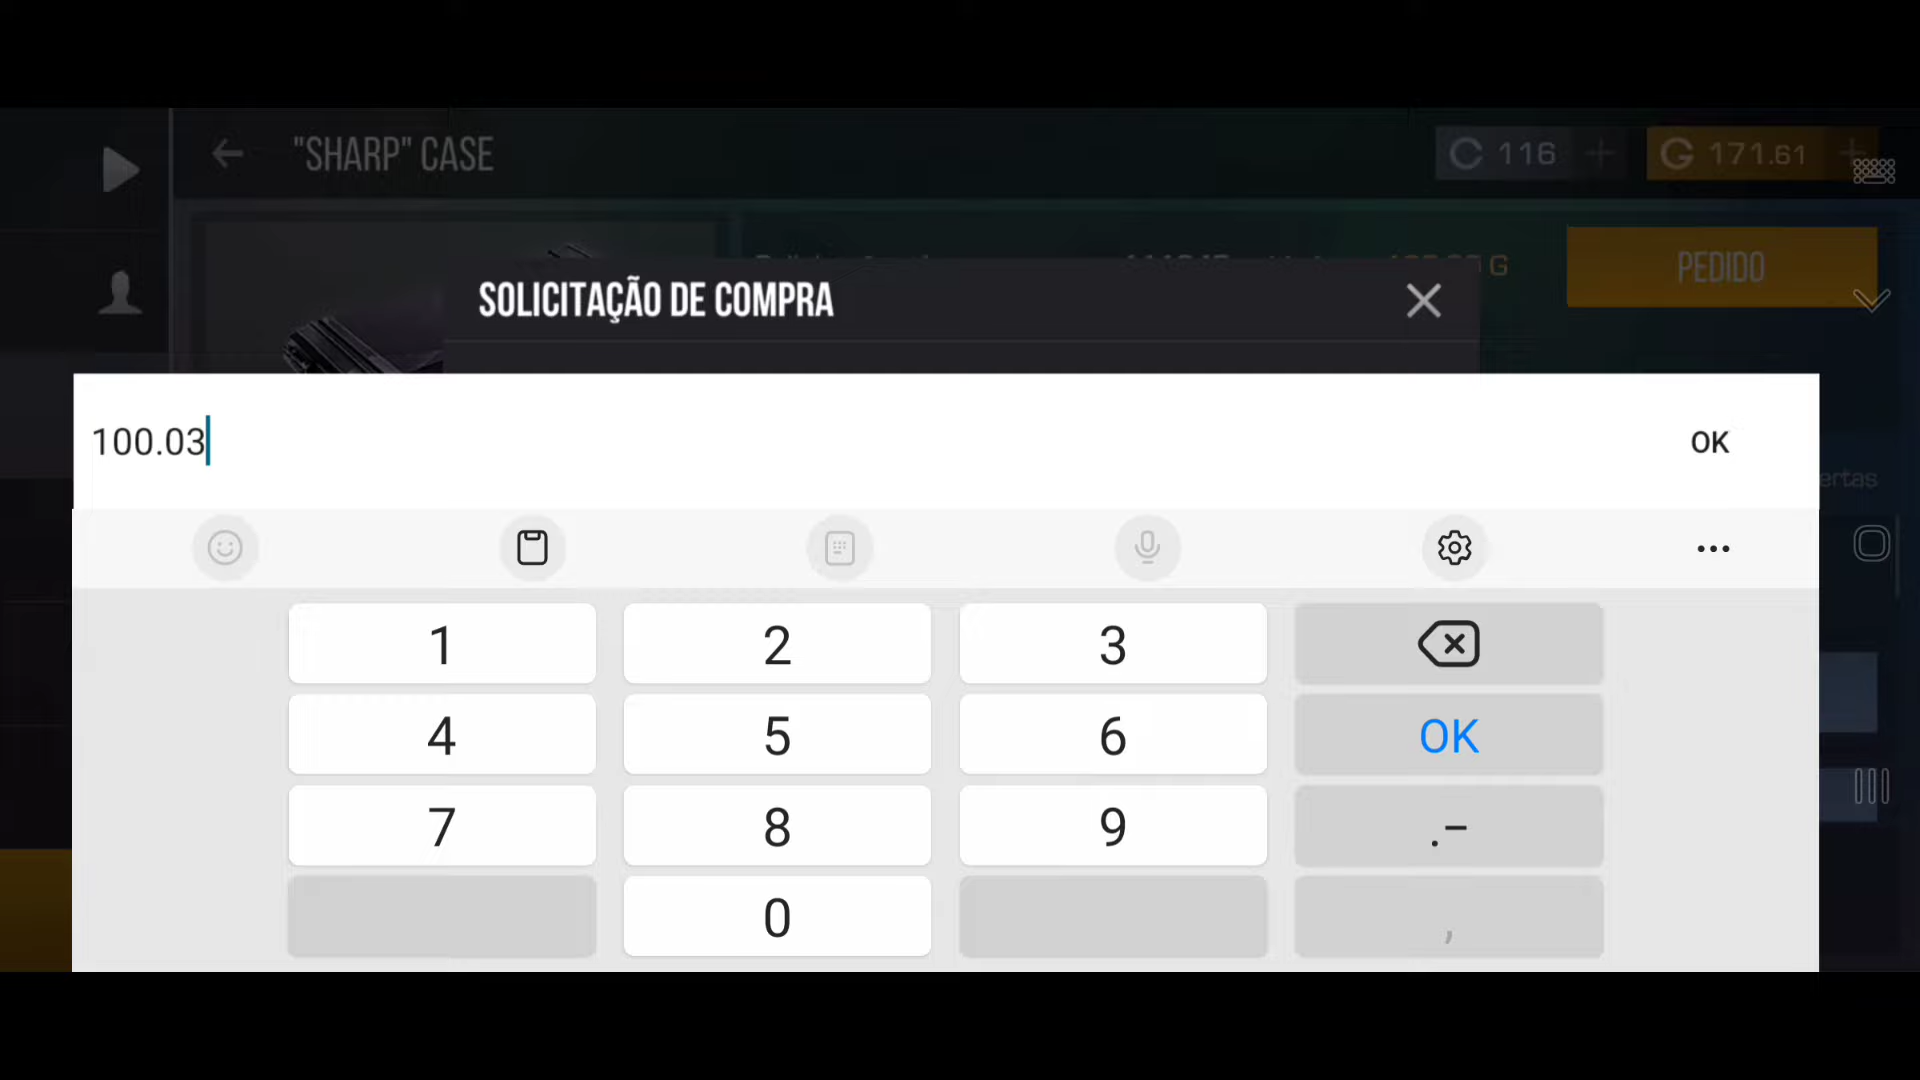 "SHARP" CASE
116
171.61
PEDIDO
SOLICITAÇÃO DE COMPRA
100.03
OK
ertas
1
2
3
4
5
6
OK
7
8
9
.-
0
,